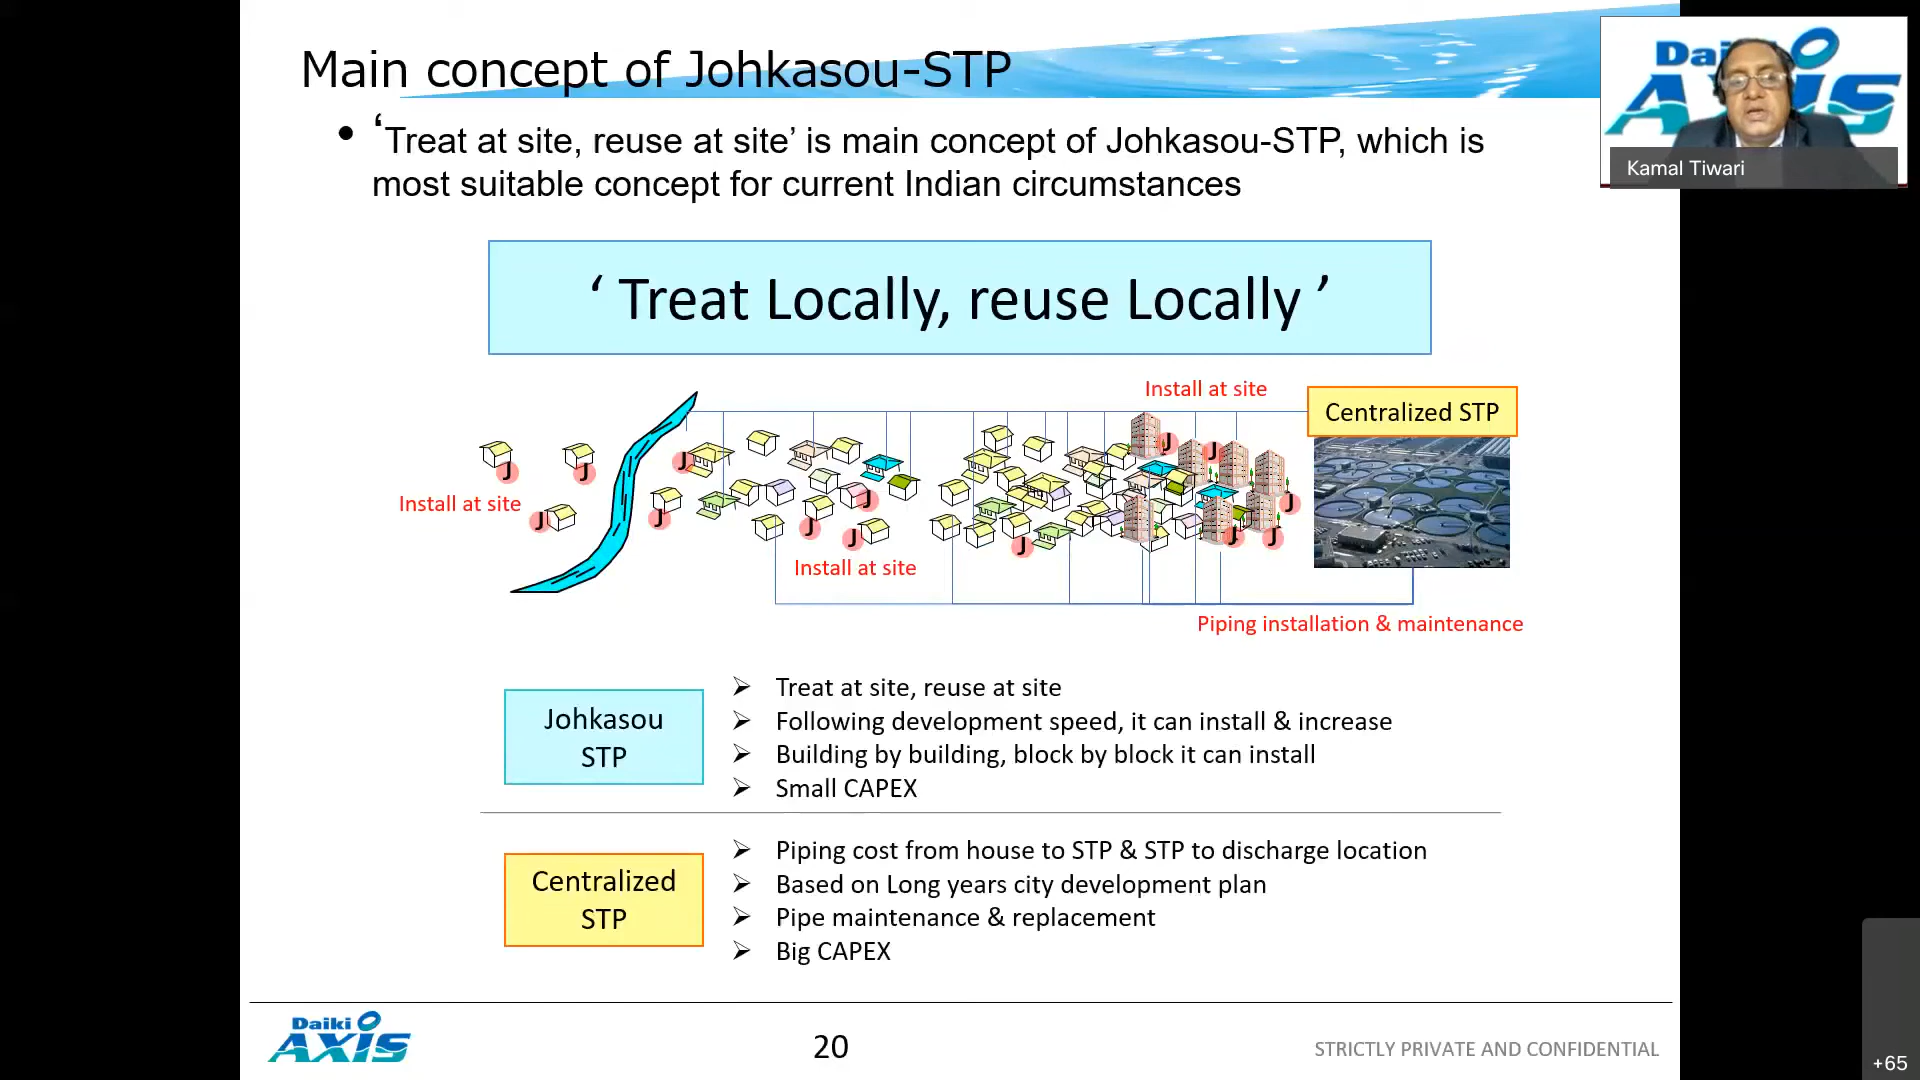 Main concept of Johkasou-STP
Daiki
AXIS
Kamal Tiwari
• ‘Treat at site, reuse at site’ is main concept of Johkasou-STP, which is
most suitable concept for current Indian circumstances
‘ Treat Locally, reuse Locally ’
Install at site
Centralized STP
J
J
J
J
J
J
J
J
J
J
J
J
J
J
Install at site
Install at site
Piping installation & maintenance
Johkasou
STP
➢ Treat at site, reuse at site
➢ Following development speed, it can install & increase
➢ Building by building, block by block it can install
➢ Small CAPEX
Centralized
STP
➢ Piping cost from house to STP & STP to discharge location
➢ Based on Long years city development plan
➢ Pipe maintenance & replacement
➢ Big CAPEX
Daiki
AXIS
20
STRICTLY PRIVATE AND CONFIDENTIAL
+65